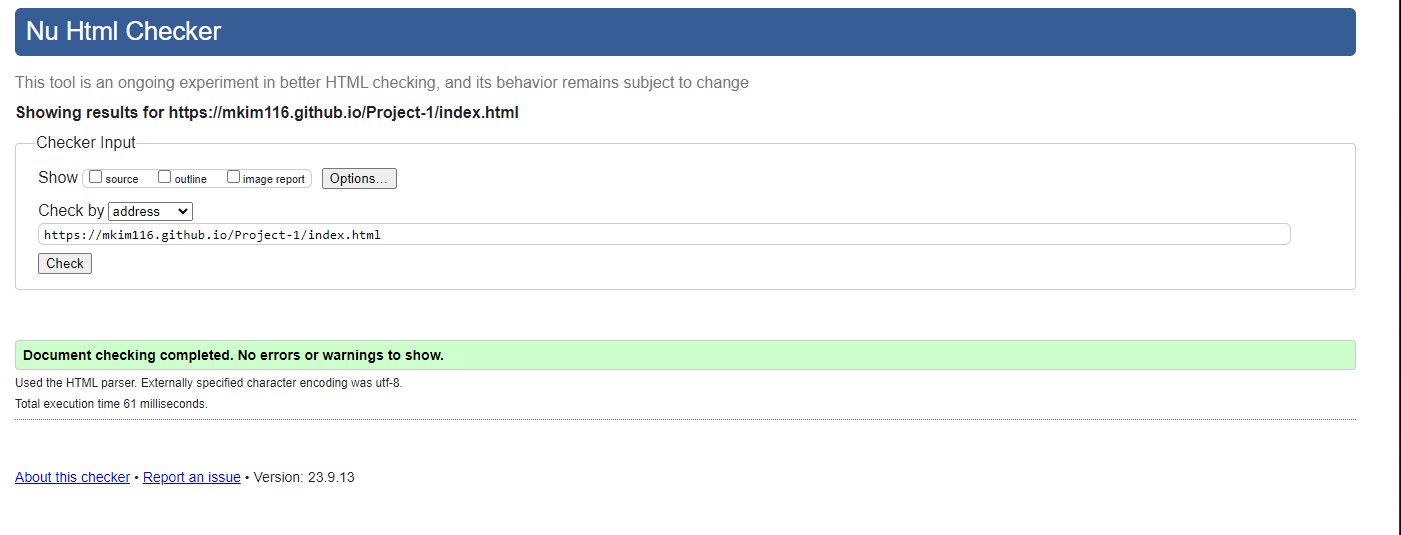 Nu Html Checker
This tool is an ongoing experiment in better HTML checking, and its behavior remains subject to change
Showing results for https://mkim116.github.io/Project-1/index.html
Checker Input
Show source outline image report Options...
Check by address
https://mkim116.github.io/Project-1/index.html
Check
Document checking completed. No errors or warnings to show.
Used the HTML parser. Externally specified character encoding was utf-8.
Total execution time 61 milliseconds.
About this checker • Report an issue • Version: 23.9.13